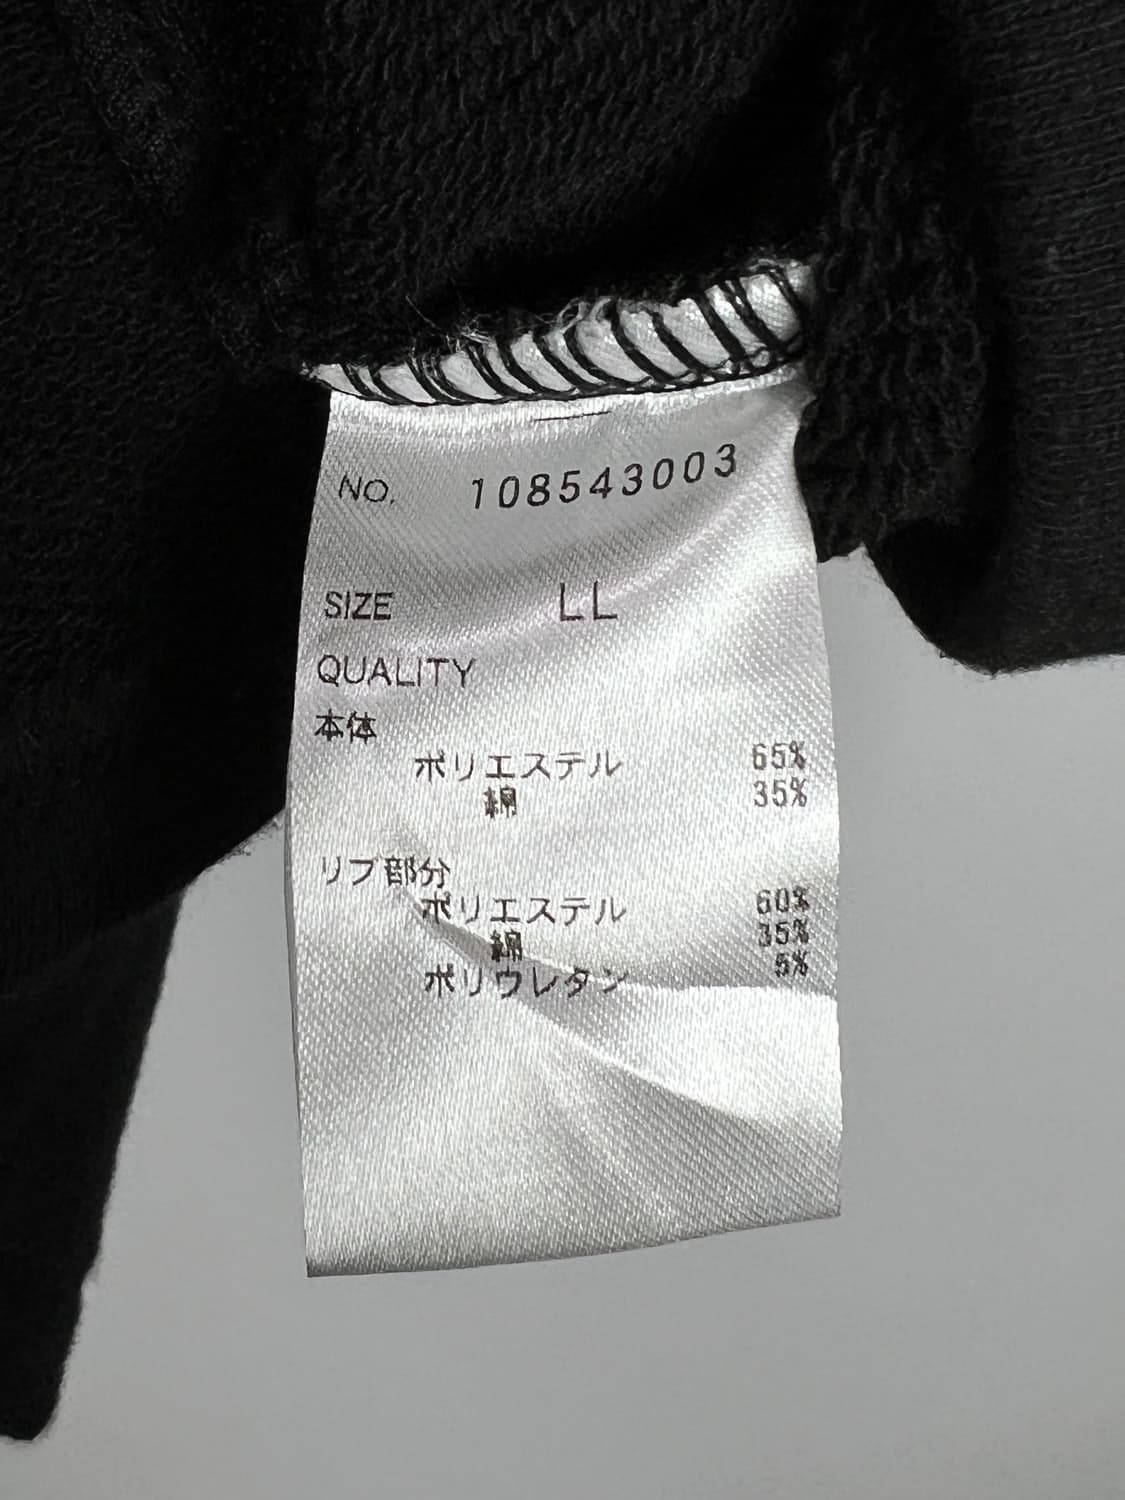 NO. 108543003
SIZE LL
QUALITY
本体
ポリエステル 65%
綿 35%
リブ部分
ポリエステル 60%
綿 35%
ポリウレタン 5%